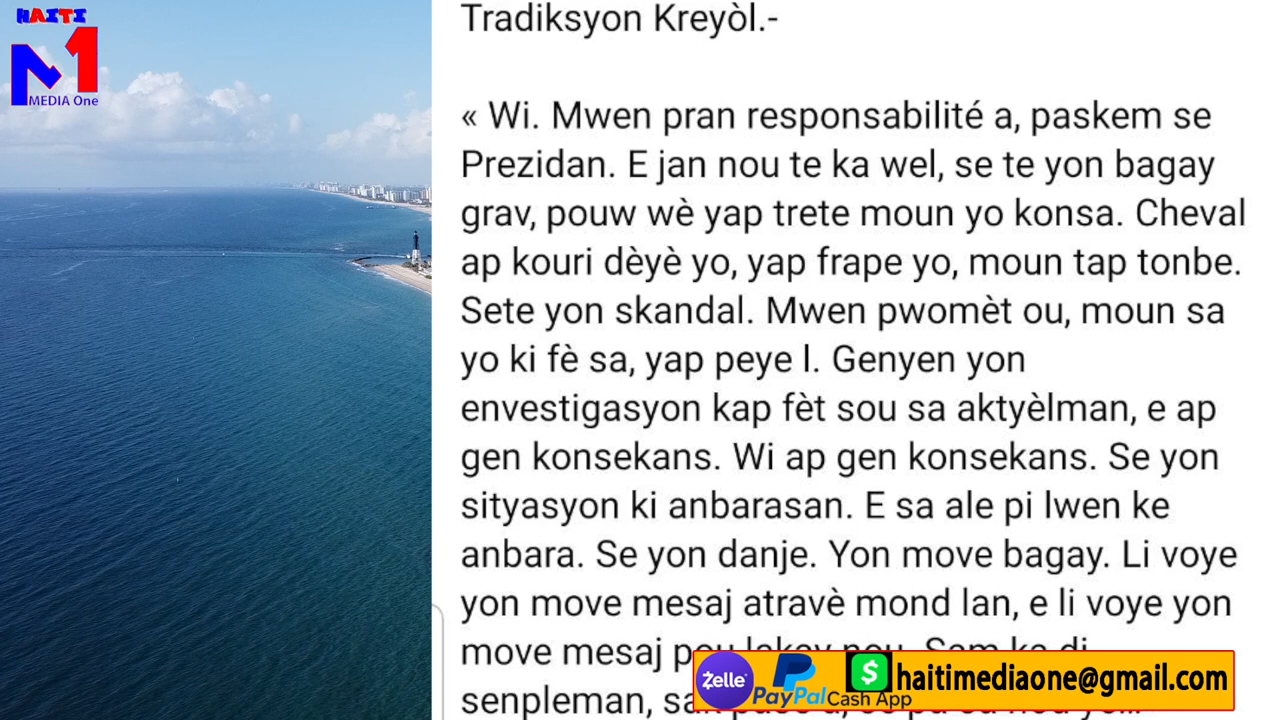 HAITI
M1
MEDIA One
Tradiksyon Kreyòl.-
« Wi. Mwen pran responsabilité a, paskem se
Prezidan. E jan nou te ka wel, se te yon bagay
grav, pouw wè yap trete moun yo konsa. Cheval
ap kouri dèyè yo, yap frape yo, moun tap tonbe.
Sete yon skandal. Mwen pwomèt ou, moun sa
yo ki fè sa, yap peye l. Genyen yon
envestigasyon kap fèt sou sa aktyèlman, e ap
gen konsekans. Wi ap gen konsekans. Se yon
sityasyon ki anbarasan. E sa ale pi lwen ke
anbara. Se yon danje. Yon move bagay. Li voye
yon move mesaj atravè mond lan, e li voye yon
move mesaj
senpleman,
Zelle
PayPal
$
Cash App
haitimediaone@gmail.com